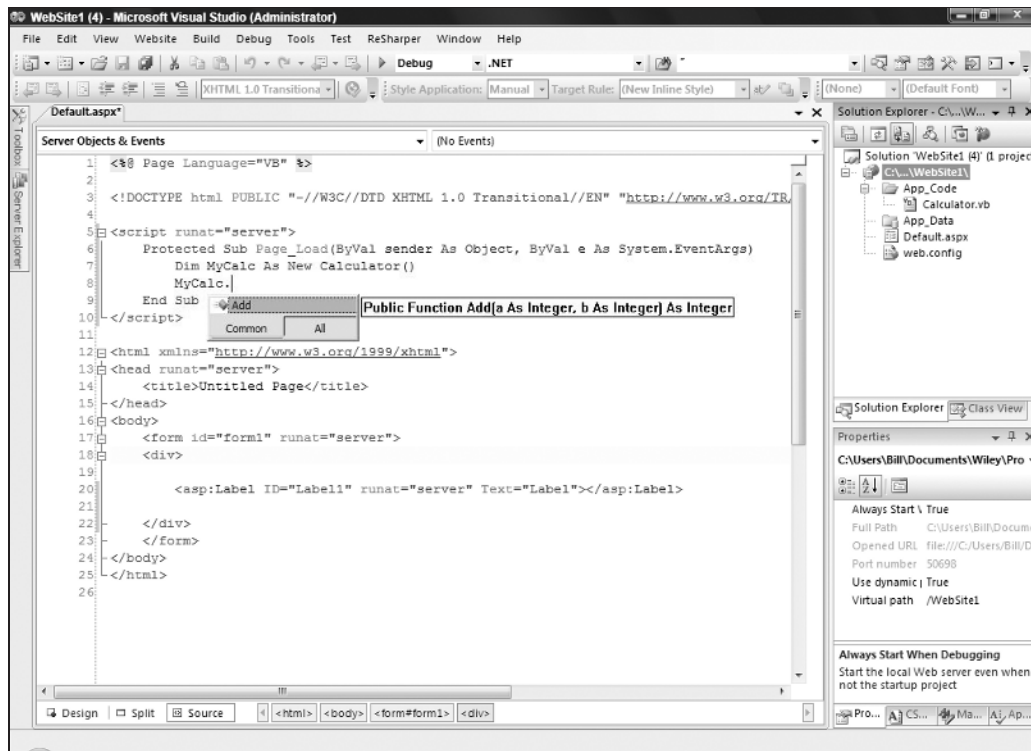 WebSite1 (4) - Microsoft Visual Studio (Administrator)
File Edit View Website Build Debug Tools Test ReSharper Window Help
Debug .NET
XHTML 1.0 Transitiona Style Application: Manual Target Rule: (New Inline Style) (None) (Default Font)
Toolbox
Server Explorer
Default.aspx*
Server Objects & Events (No Events)
1 <%@ Page Language="VB" %>
2
3 <!DOCTYPE html PUBLIC "-//W3C//DTD XHTML 1.0 Transitional//EN" "http://www.w3.org/TR/
4
5 <script runat="server">
6 Protected Sub Page_Load(ByVal sender As Object, ByVal e As System.EventArgs)
7 Dim MyCalc As New Calculator()
8 MyCalc.
9 End Sub
Add
Public Function Add(a As Integer, b As Integer) As Integer
Common All
10 </script>
11
12 <html xmlns="http://www.w3.org/1999/xhtml">
13 <head runat="server">
14 <title>Untitled Page</title>
15 </head>
16 <body>
17 <form id="form1" runat="server">
18 <div>
19
20 <asp:Label ID="Label1" runat="server" Text="Label"></asp:Label>
21
22 </div>
23 </form>
24 </body>
25 </html>
26
Design Split Source <html> <body> <form#form1> <div>
Solution Explorer - C:\...\W...
Solution 'WebSite1 (4)' (1 projec
C:\...\WebSite1\
App_Code
Calculator.vb
App_Data
Default.aspx
web.config
Solution Explorer Class View
Properties
C:\Users\Bill\Documents\Wiley\Pro
Always Start \ True
Full Path C:\Users\Bill\Docum
Opened URL file:///C:/Users/Bill/D
Port number 50698
Use dynamic | True
Virtual path /WebSite1
Always Start When Debugging
Start the local Web server even when
not the startup project
Pro... CS... Ma... Ap...